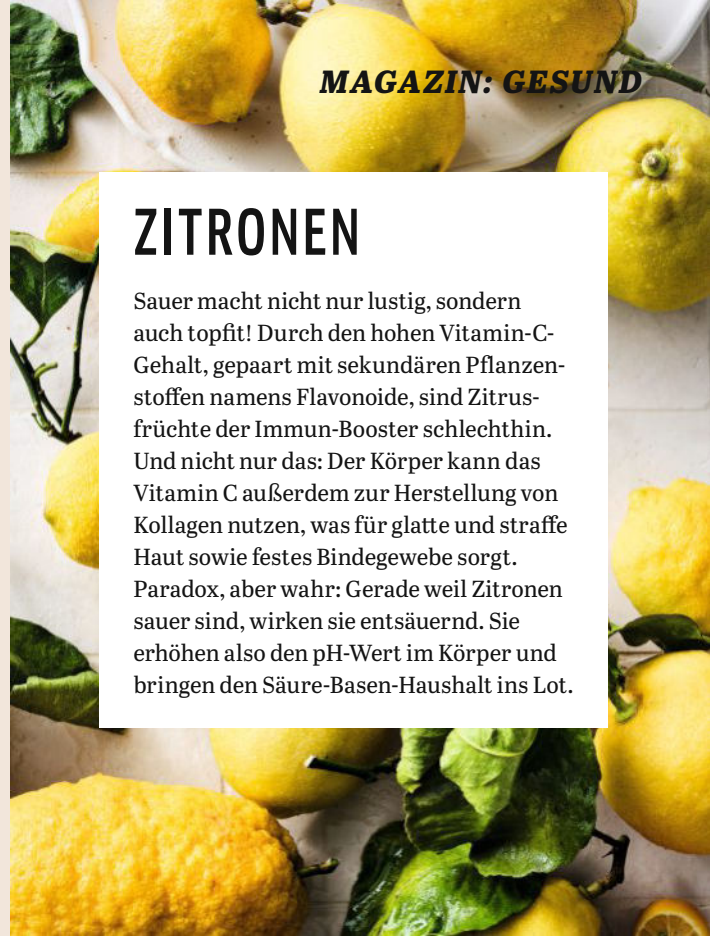 MAGAZIN: GESUND
ZITRONEN
Sauer macht nicht nur lustig, sondern
auch topfit! Durch den hohen Vitamin-C-
Gehalt, gepaart mit sekundären Pflanzen-
stoffen namens Flavonoide, sind Zitrus-
früchte der Immun-Booster schlechthin.
Und nicht nur das: Der Körper kann das
Vitamin C außerdem zur Herstellung von
Kollagen nutzen, was für glatte und straffe
Haut sowie festes Bindegewebe sorgt.
Paradox, aber wahr: Gerade weil Zitronen
sauer sind, wirken sie entsäuernd. Sie
erhöhen also den pH-Wert im Körper und
bringen den Säure-Basen-Haushalt ins Lot.